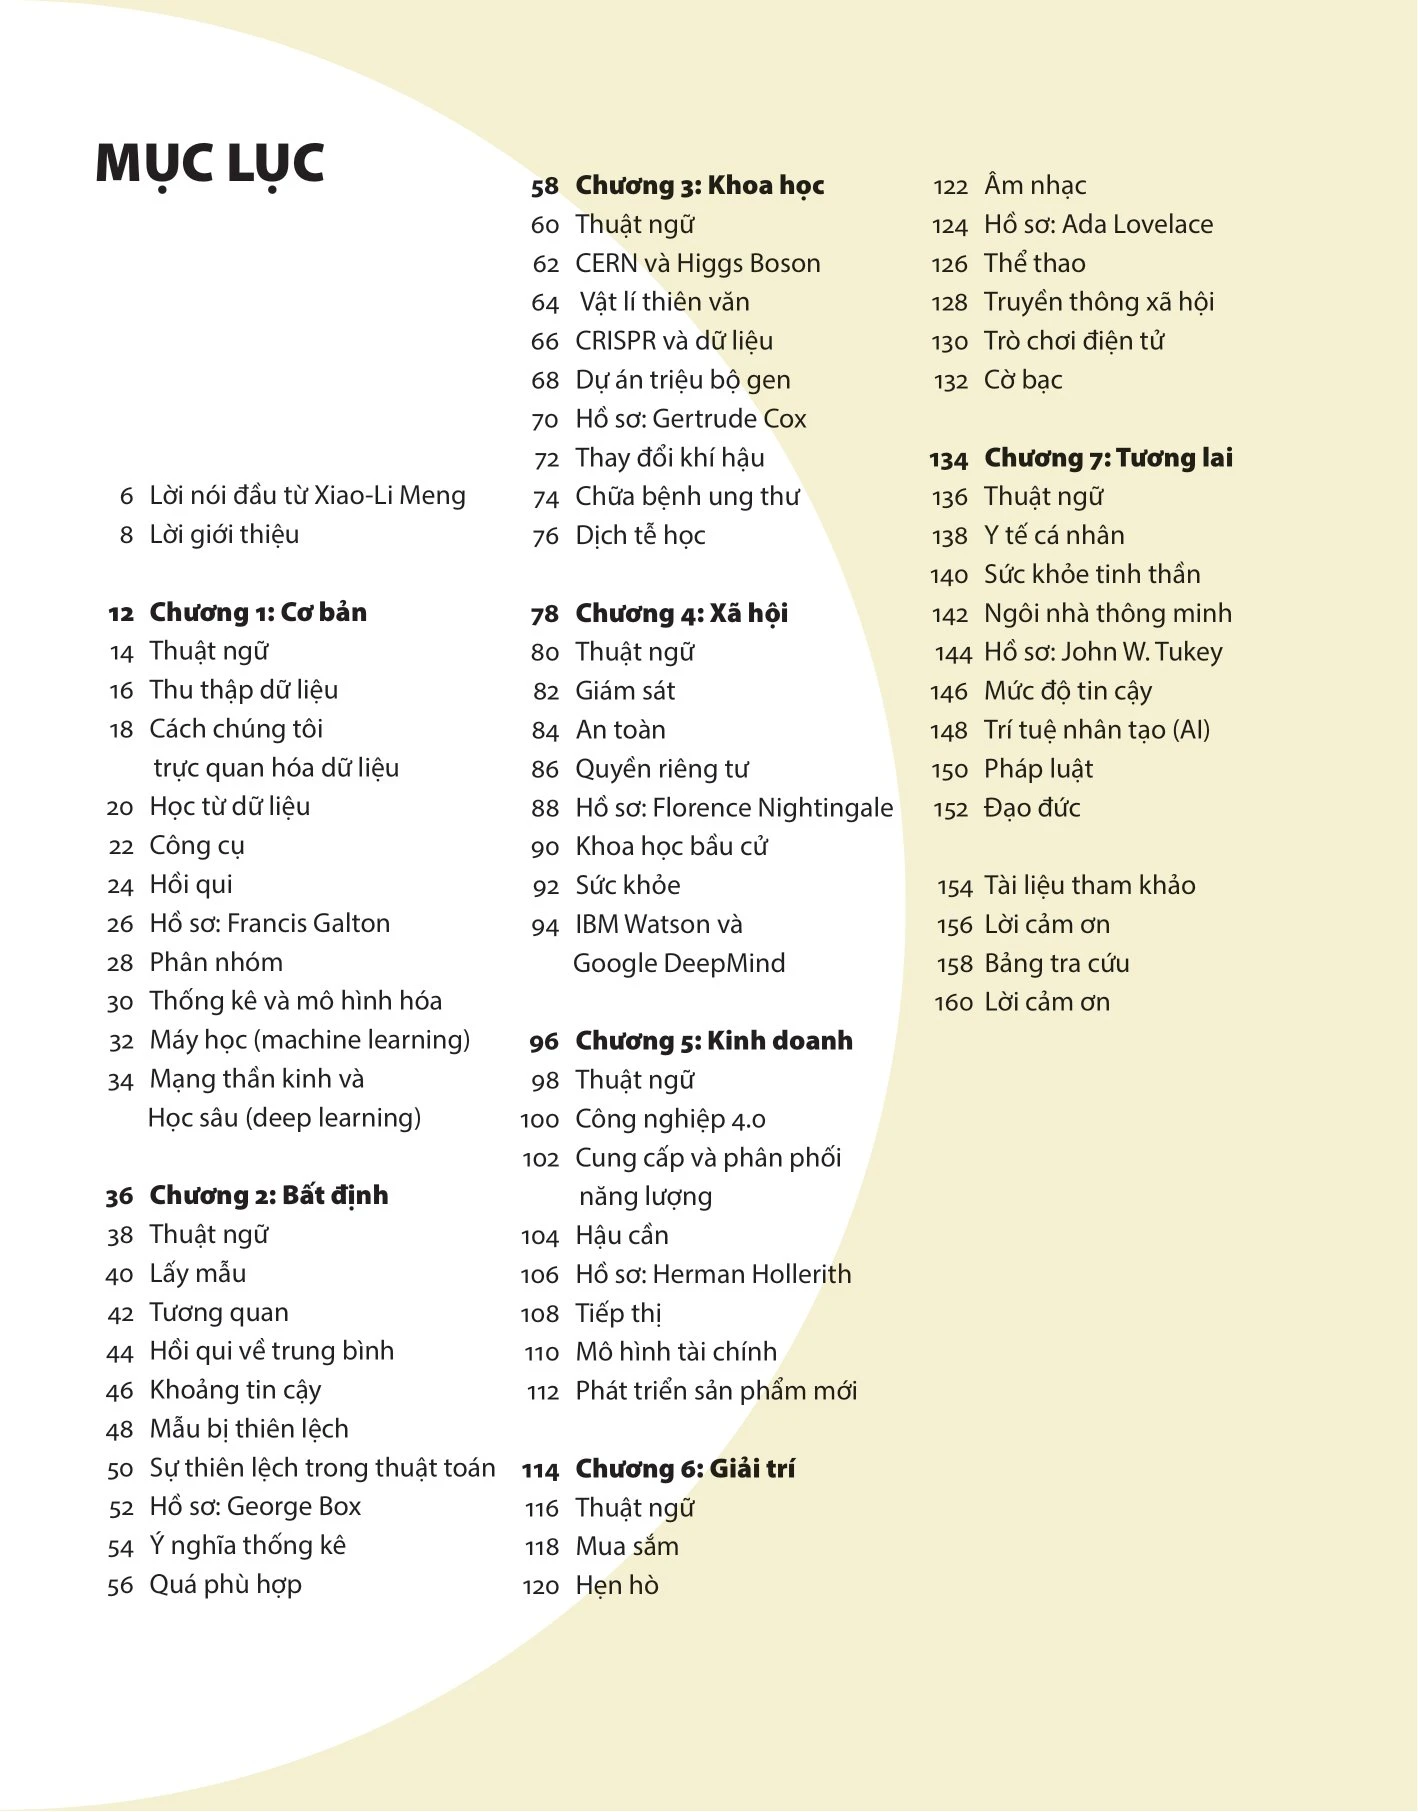 MỤC LỤC
6 Lời nói đầu từ Xiao-Li Meng
8 Lời giới thiệu
12 Chương 1: Cơ bản
14 Thuật ngữ
16 Thu thập dữ liệu
18 Cách chúng tôi
trực quan hóa dữ liệu
20 Học từ dữ liệu
22 Công cụ
24 Hồi qui
26 Hồ sơ: Francis Galton
28 Phân nhóm
30 Thống kê và mô hình hóa
32 Máy học (machine learning)
34 Mạng thần kinh và
Học sâu (deep learning)
36 Chương 2: Bất định
38 Thuật ngữ
40 Lấy mẫu
42 Tương quan
44 Hồi qui về trung bình
46 Khoảng tin cậy
48 Mẫu bị thiên lệch
50 Sự thiên lệch trong thuật toán
52 Hồ sơ: George Box
54 Ý nghĩa thống kê
56 Quá phù hợp
58 Chương 3: Khoa học
60 Thuật ngữ
62 CERN và Higgs Boson
64 Vật lí thiên văn
66 CRISPR và dữ liệu
68 Dự án triệu bộ gen
70 Hồ sơ: Gertrude Cox
72 Thay đổi khí hậu
74 Chữa bệnh ung thư
76 Dịch tễ học
78 Chương 4: Xã hội
80 Thuật ngữ
82 Giám sát
84 An toàn
86 Quyền riêng tư
88 Hồ sơ: Florence Nightingale
90 Khoa học bầu cử
92 Sức khỏe
94 IBM Watson và
Google DeepMind
96 Chương 5: Kinh doanh
98 Thuật ngữ
100 Công nghiệp 4.0
102 Cung cấp và phân phối
năng lượng
104 Hậu cần
106 Hồ sơ: Herman Hollerith
108 Tiếp thị
110 Mô hình tài chính
112 Phát triển sản phẩm mới
114 Chương 6: Giải trí
116 Thuật ngữ
118 Mua sắm
120 Hẹn hò
122 Âm nhạc
124 Hồ sơ: Ada Lovelace
126 Thể thao
128 Truyền thông xã hội
130 Trò chơi điện tử
132 Cờ bạc
134 Chương 7: Tương lai
136 Thuật ngữ
138 Y tế cá nhân
140 Sức khỏe tinh thần
142 Ngôi nhà thông minh
144 Hồ sơ: John W. Tukey
146 Mức độ tin cậy
148 Trí tuệ nhân tạo (AI)
150 Pháp luật
152 Đạo đức
154 Tài liệu tham khảo
156 Lời cảm ơn
158 Bảng tra cứu
160 Lời cảm ơn